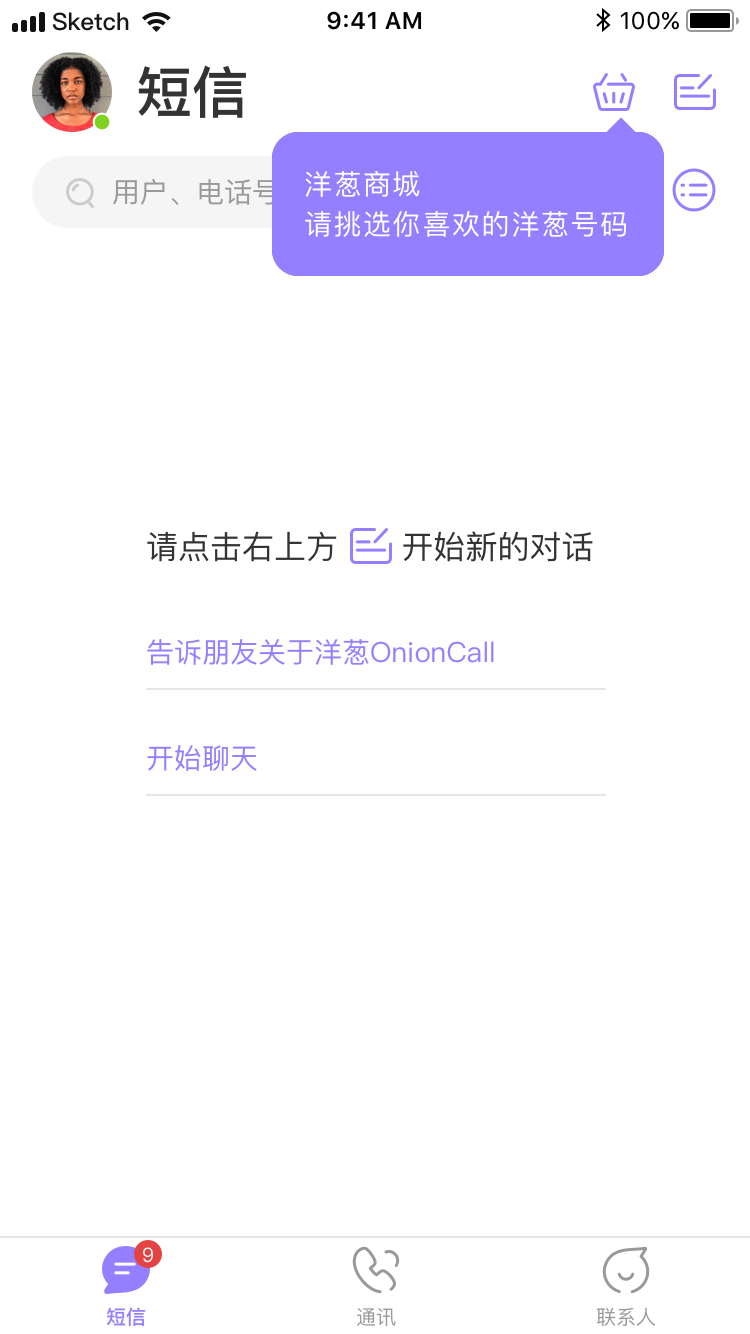 Sketch 9:41 AM 100%
短信
洋葱商城
请挑选你喜欢的洋葱号码
用户、电话号
请点击右上方 开始新的对话
告诉朋友关于洋葱OnionCall
开始聊天
9
短信 通讯 联系人